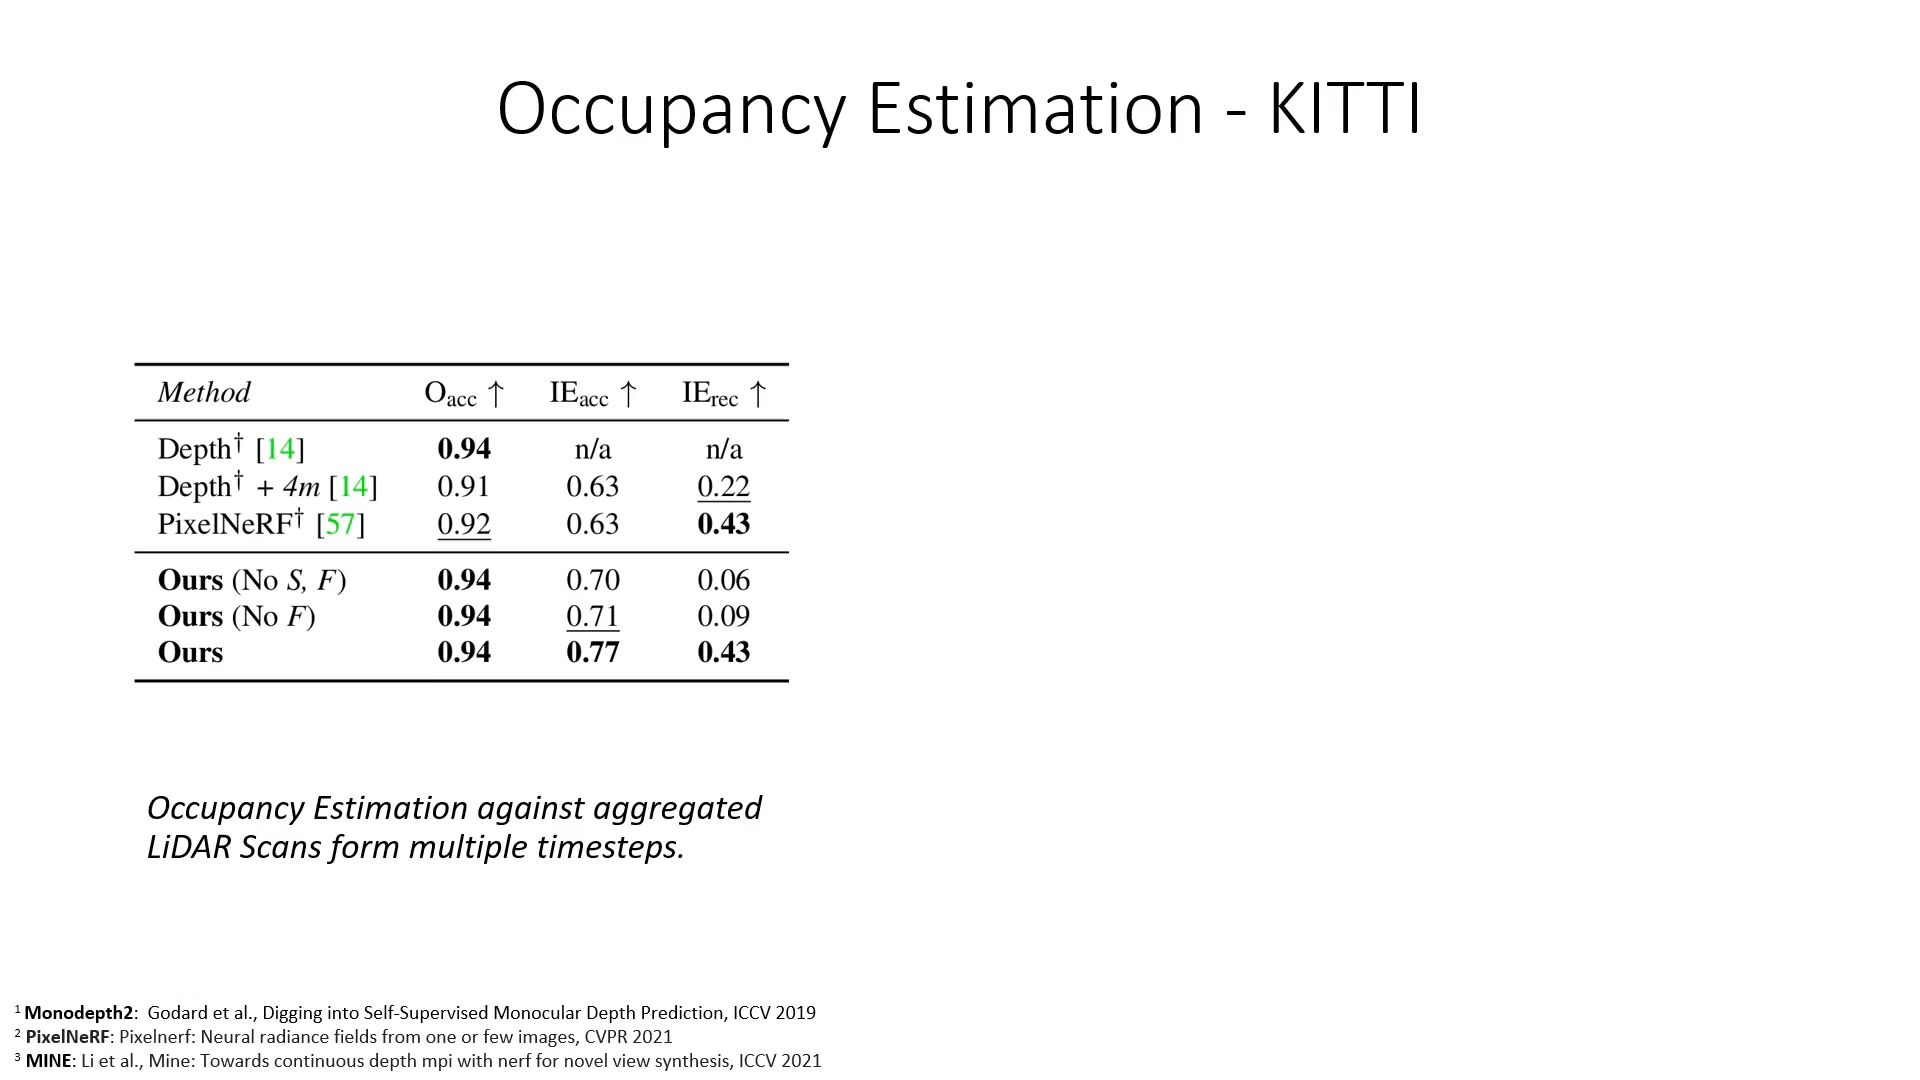 Occupancy Estimation - KITTI
Method Oacc ↑ IEacc ↑ IErec ↑
Depth† [14] 0.94 n/a n/a
Depth† + 4m [14] 0.91 0.63 0.22
PixelNeRF† [57] 0.92 0.63 0.43
Ours (No S, F) 0.94 0.70 0.06
Ours (No F) 0.94 0.71 0.09
Ours 0.94 0.77 0.43
Occupancy Estimation against aggregated
LiDAR Scans form multiple timesteps.
1 Monodepth2: Godard et al., Digging into Self-Supervised Monocular Depth Prediction, ICCV 2019
2 PixelNeRF: Pixelnerf: Neural radiance fields from one or few images, CVPR 2021
3 MINE: Li et al., Mine: Towards continuous depth mpi with nerf for novel view synthesis, ICCV 2021